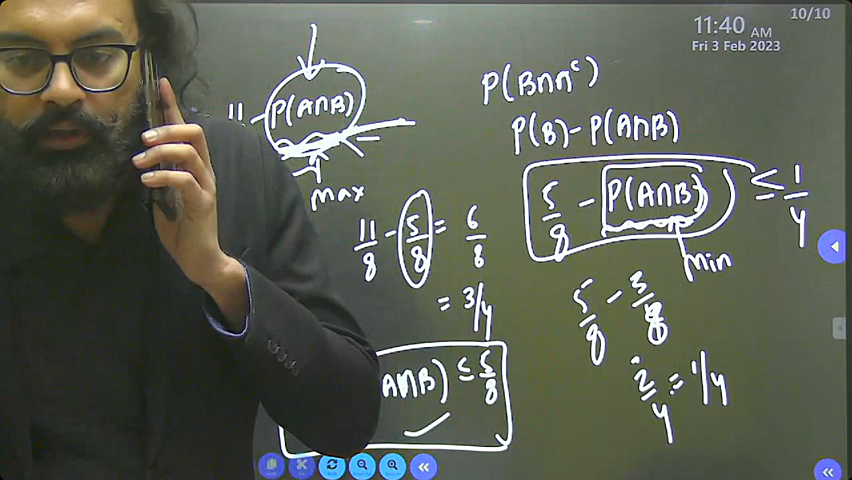 10/10
11:40 AM
Fri 3 Feb 2023
11 - P(A∩B)
max
11/8 - 5/8 = 6/8
= 3/4
A∩B) ≤ 5/8
P(B∩A^c)
P(B) - P(A∩B)
5/8 - P(A∩B) ) ≤ 1/4
Min
5/8 - 3/8
2/4 = 1/4